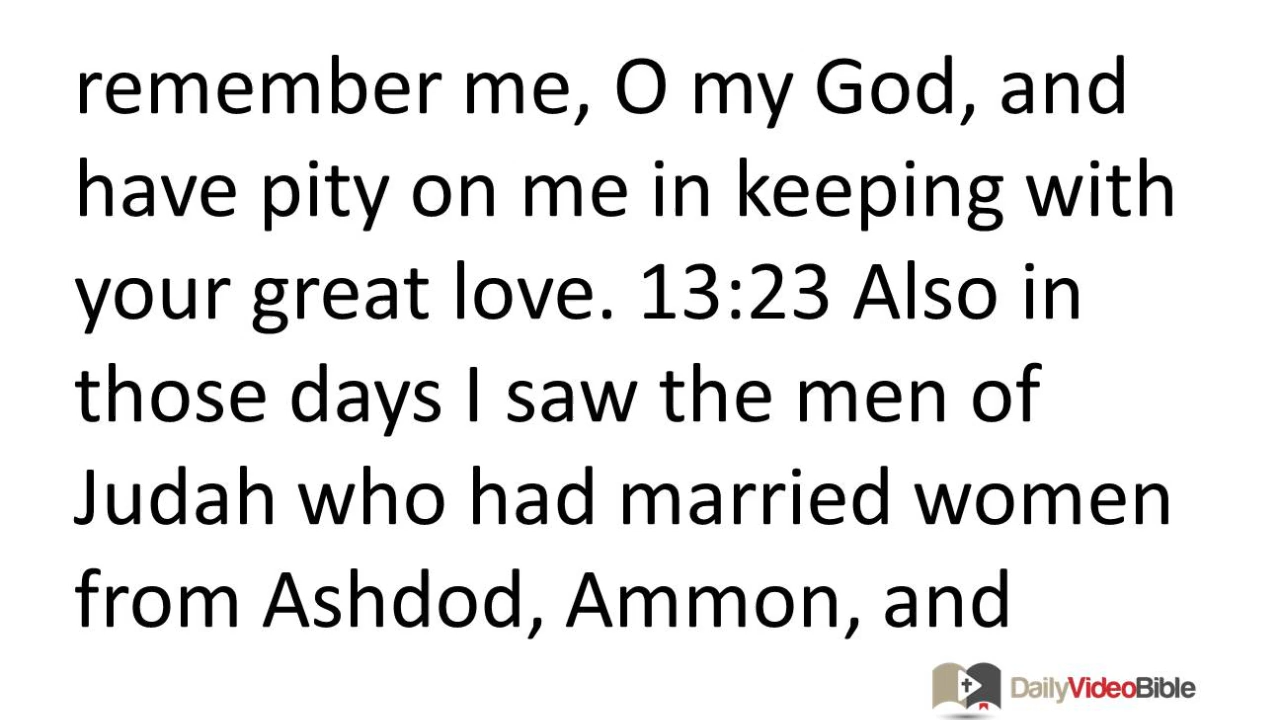 remember me, O my God, and
have pity on me in keeping with
your great love. 13:23 Also in
those days I saw the men of
Judah who had married women
from Ashdod, Ammon, and
DailyVideoBible